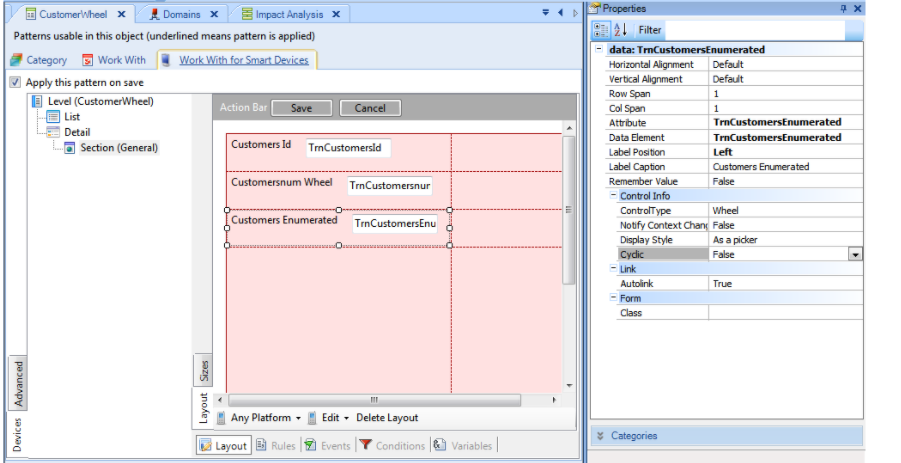 CustomerWheel X Domains X Impact Analysis X
Patterns usable in this object (underlined means pattern is applied)
Category Work With Work With for Smart Devices
Apply this pattern on save
Level (CustomerWheel)
List
Detail
Section (General)
Advanced
Devices
Sizes
Layout
Action Bar Save Cancel
Customers Id TrnCustomersId
Customersnum Wheel TrnCustomersnur
Customers Enumerated TrnCustomersEnu
Any Platform Edit Delete Layout
Layout Rules Events Conditions Variables
Properties
Filter
data: TrnCustomersEnumerated
Horizontal Alignment Default
Vertical Alignment Default
Row Span 1
Col Span 1
Attribute TrnCustomersEnumerated
Data Element TrnCustomersEnumerated
Label Position Left
Label Caption Customers Enumerated
Remember Value False
Control Info
ControlType Wheel
Notify Context Chang False
Display Style As a picker
Cyclic False
Link
Autolink True
Form
Class
Categories